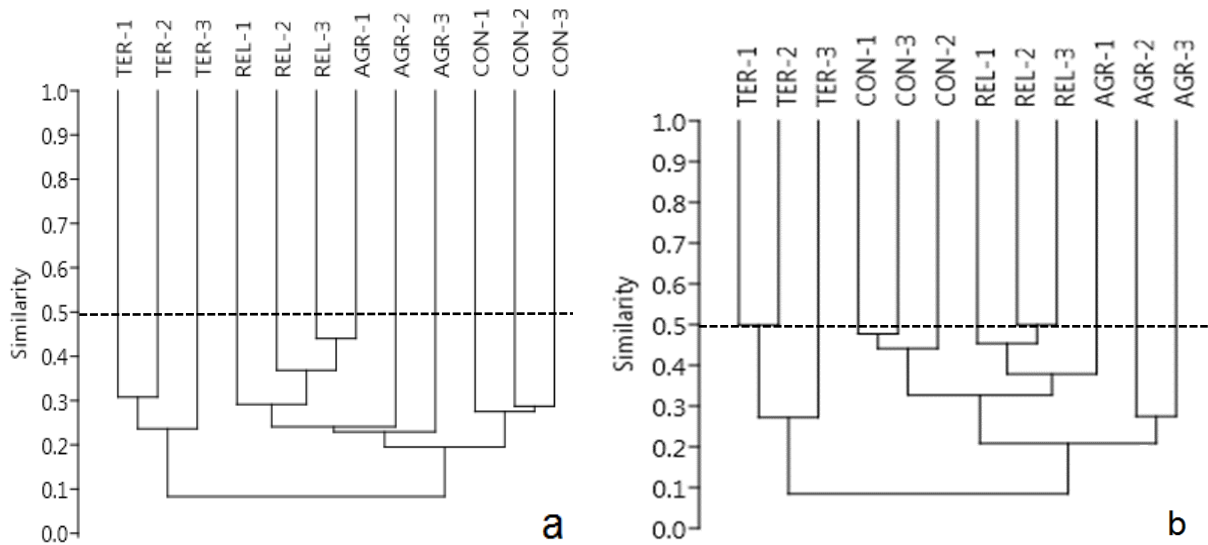 TER-1
TER-2
TER-3
REL-1
REL-2
REL-3
AGR-1
AGR-2
AGR-3
CON-1
CON-2
CON-3
1.0
0.9
0.8
0.7
0.6
0.5
0.4
0.3
0.2
0.1
0.0
Similarity
a
TER-1
TER-2
TER-3
CON-1
CON-3
CON-2
REL-1
REL-2
REL-3
AGR-1
AGR-2
AGR-3
1.0
0.9
0.8
0.7
0.6
0.5
0.4
0.3
0.2
0.1
0.0
Similarity
b